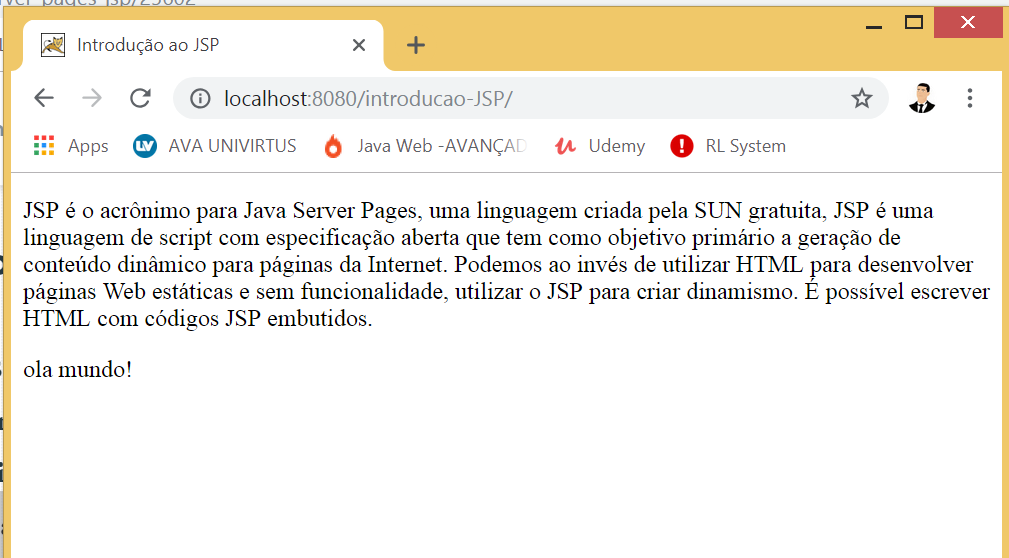 ver_pages_jsp/25602
Introdução ao JSP
localhost:8080/introducao-JSP/
Apps AVA UNIVIRTUS Java Web -AVANÇAD Udemy RL System
JSP é o acrônimo para Java Server Pages, uma linguagem criada pela SUN gratuita, JSP é uma
linguagem de script com especificação aberta que tem como objetivo primário a geração de
conteúdo dinâmico para páginas da Internet. Podemos ao invés de utilizar HTML para desenvolver
páginas Web estáticas e sem funcionalidade, utilizar o JSP para criar dinamismo. É possível escrever
HTML com códigos JSP embutidos.
ola mundo!